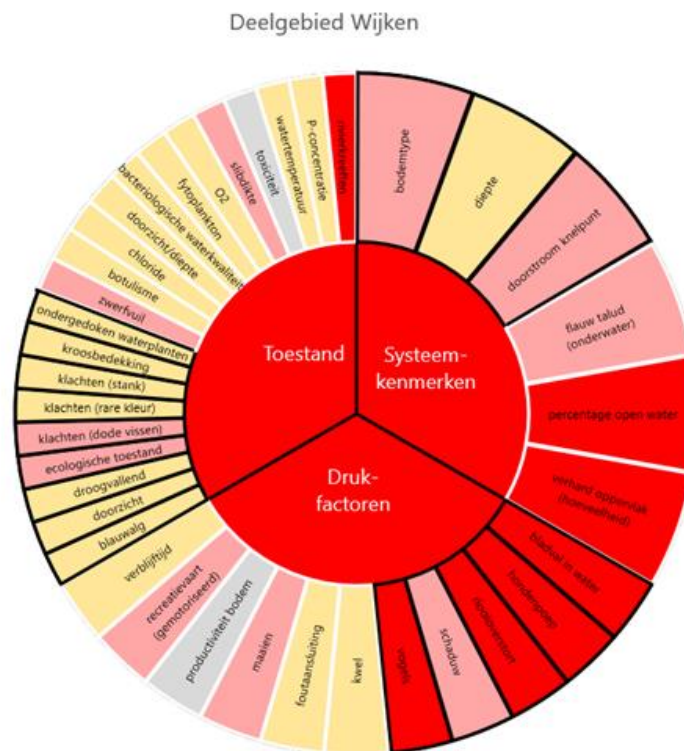 Deelgebied Wijken
Toestand
Systeem-
kenmerken
Druk-
factoren
bodemtype
diepte
doorstroom knelpunt
flauw talud
(onderwater)
percentage open water
verhard oppervlak
(hoeveelheid)
bladval in water
hondenpoep
riooloverstort
schaduw
kwel
foutaansluiting
maaien
productiviteit bodem
recreatievaart
(gemotoriseerd)
verblijftijd
blauwalg
doorzicht
droogvallend
ecologische toestand
klachten (dode vissen)
klachten (rare kleur)
klachten (stank)
kroosbedekking
ondergedoken waterplanten
zwerfvuil
botulisme
chloride
doorzicht/diepte
bacteriologische waterkwaliteit
fytoplankton
O2
slibdikte
toxiciteit
watertemperatuur
P-concentratie